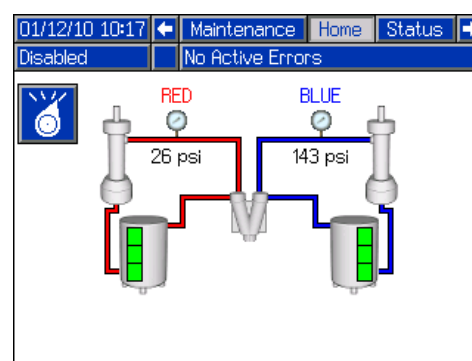 01/12/10 10:17 Maintenance Home Status
Disabled No Active Errors
RED BLUE
26 psi 143 psi